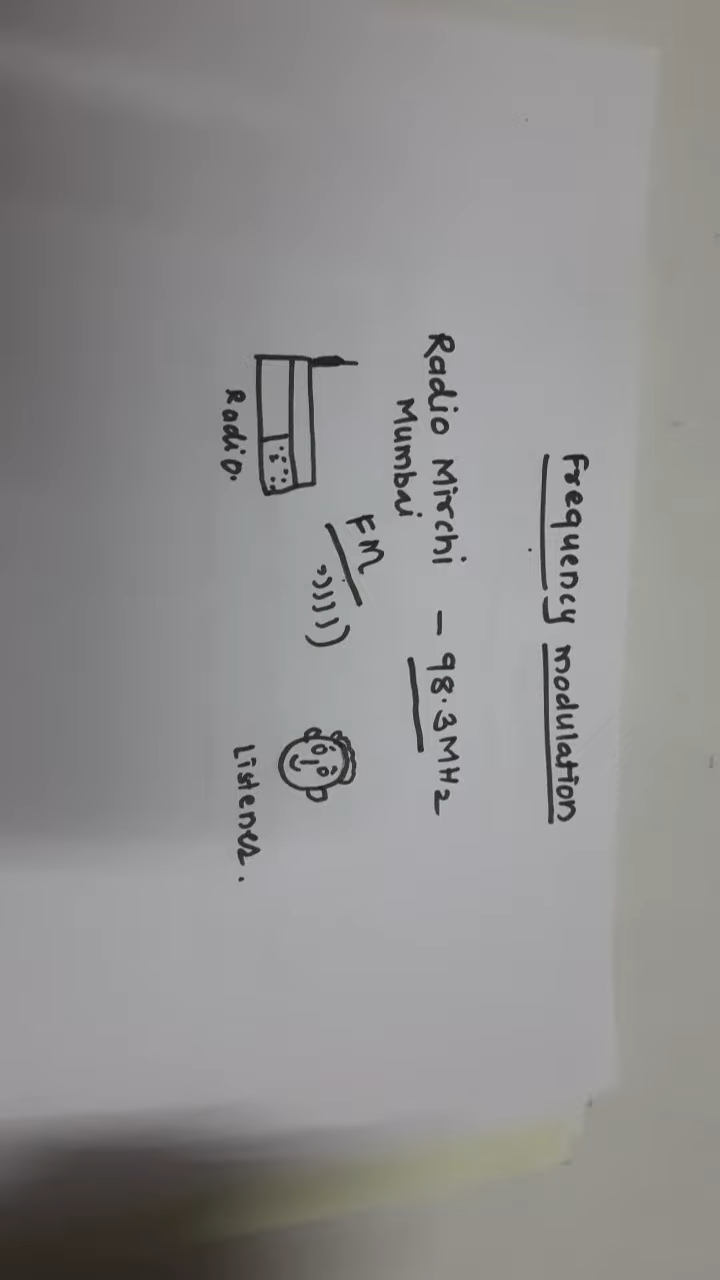 Frequency modulation
Radio Mirchi - 98.3MHz
Mumbai
FM
Radio.
Listener.